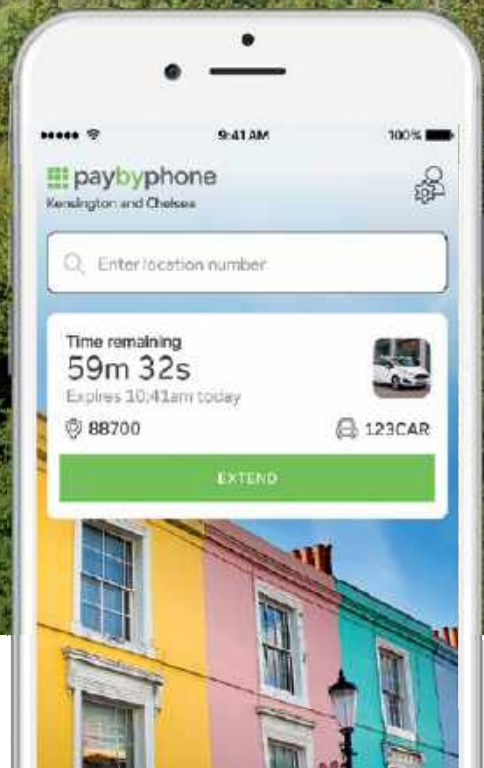 9:41 AM 100%
paybyphone
Kensington and Chelsea
Enter location number
Time remaining
59m 32s
Expires 10:41am today
88700 123CAR
EXTEND